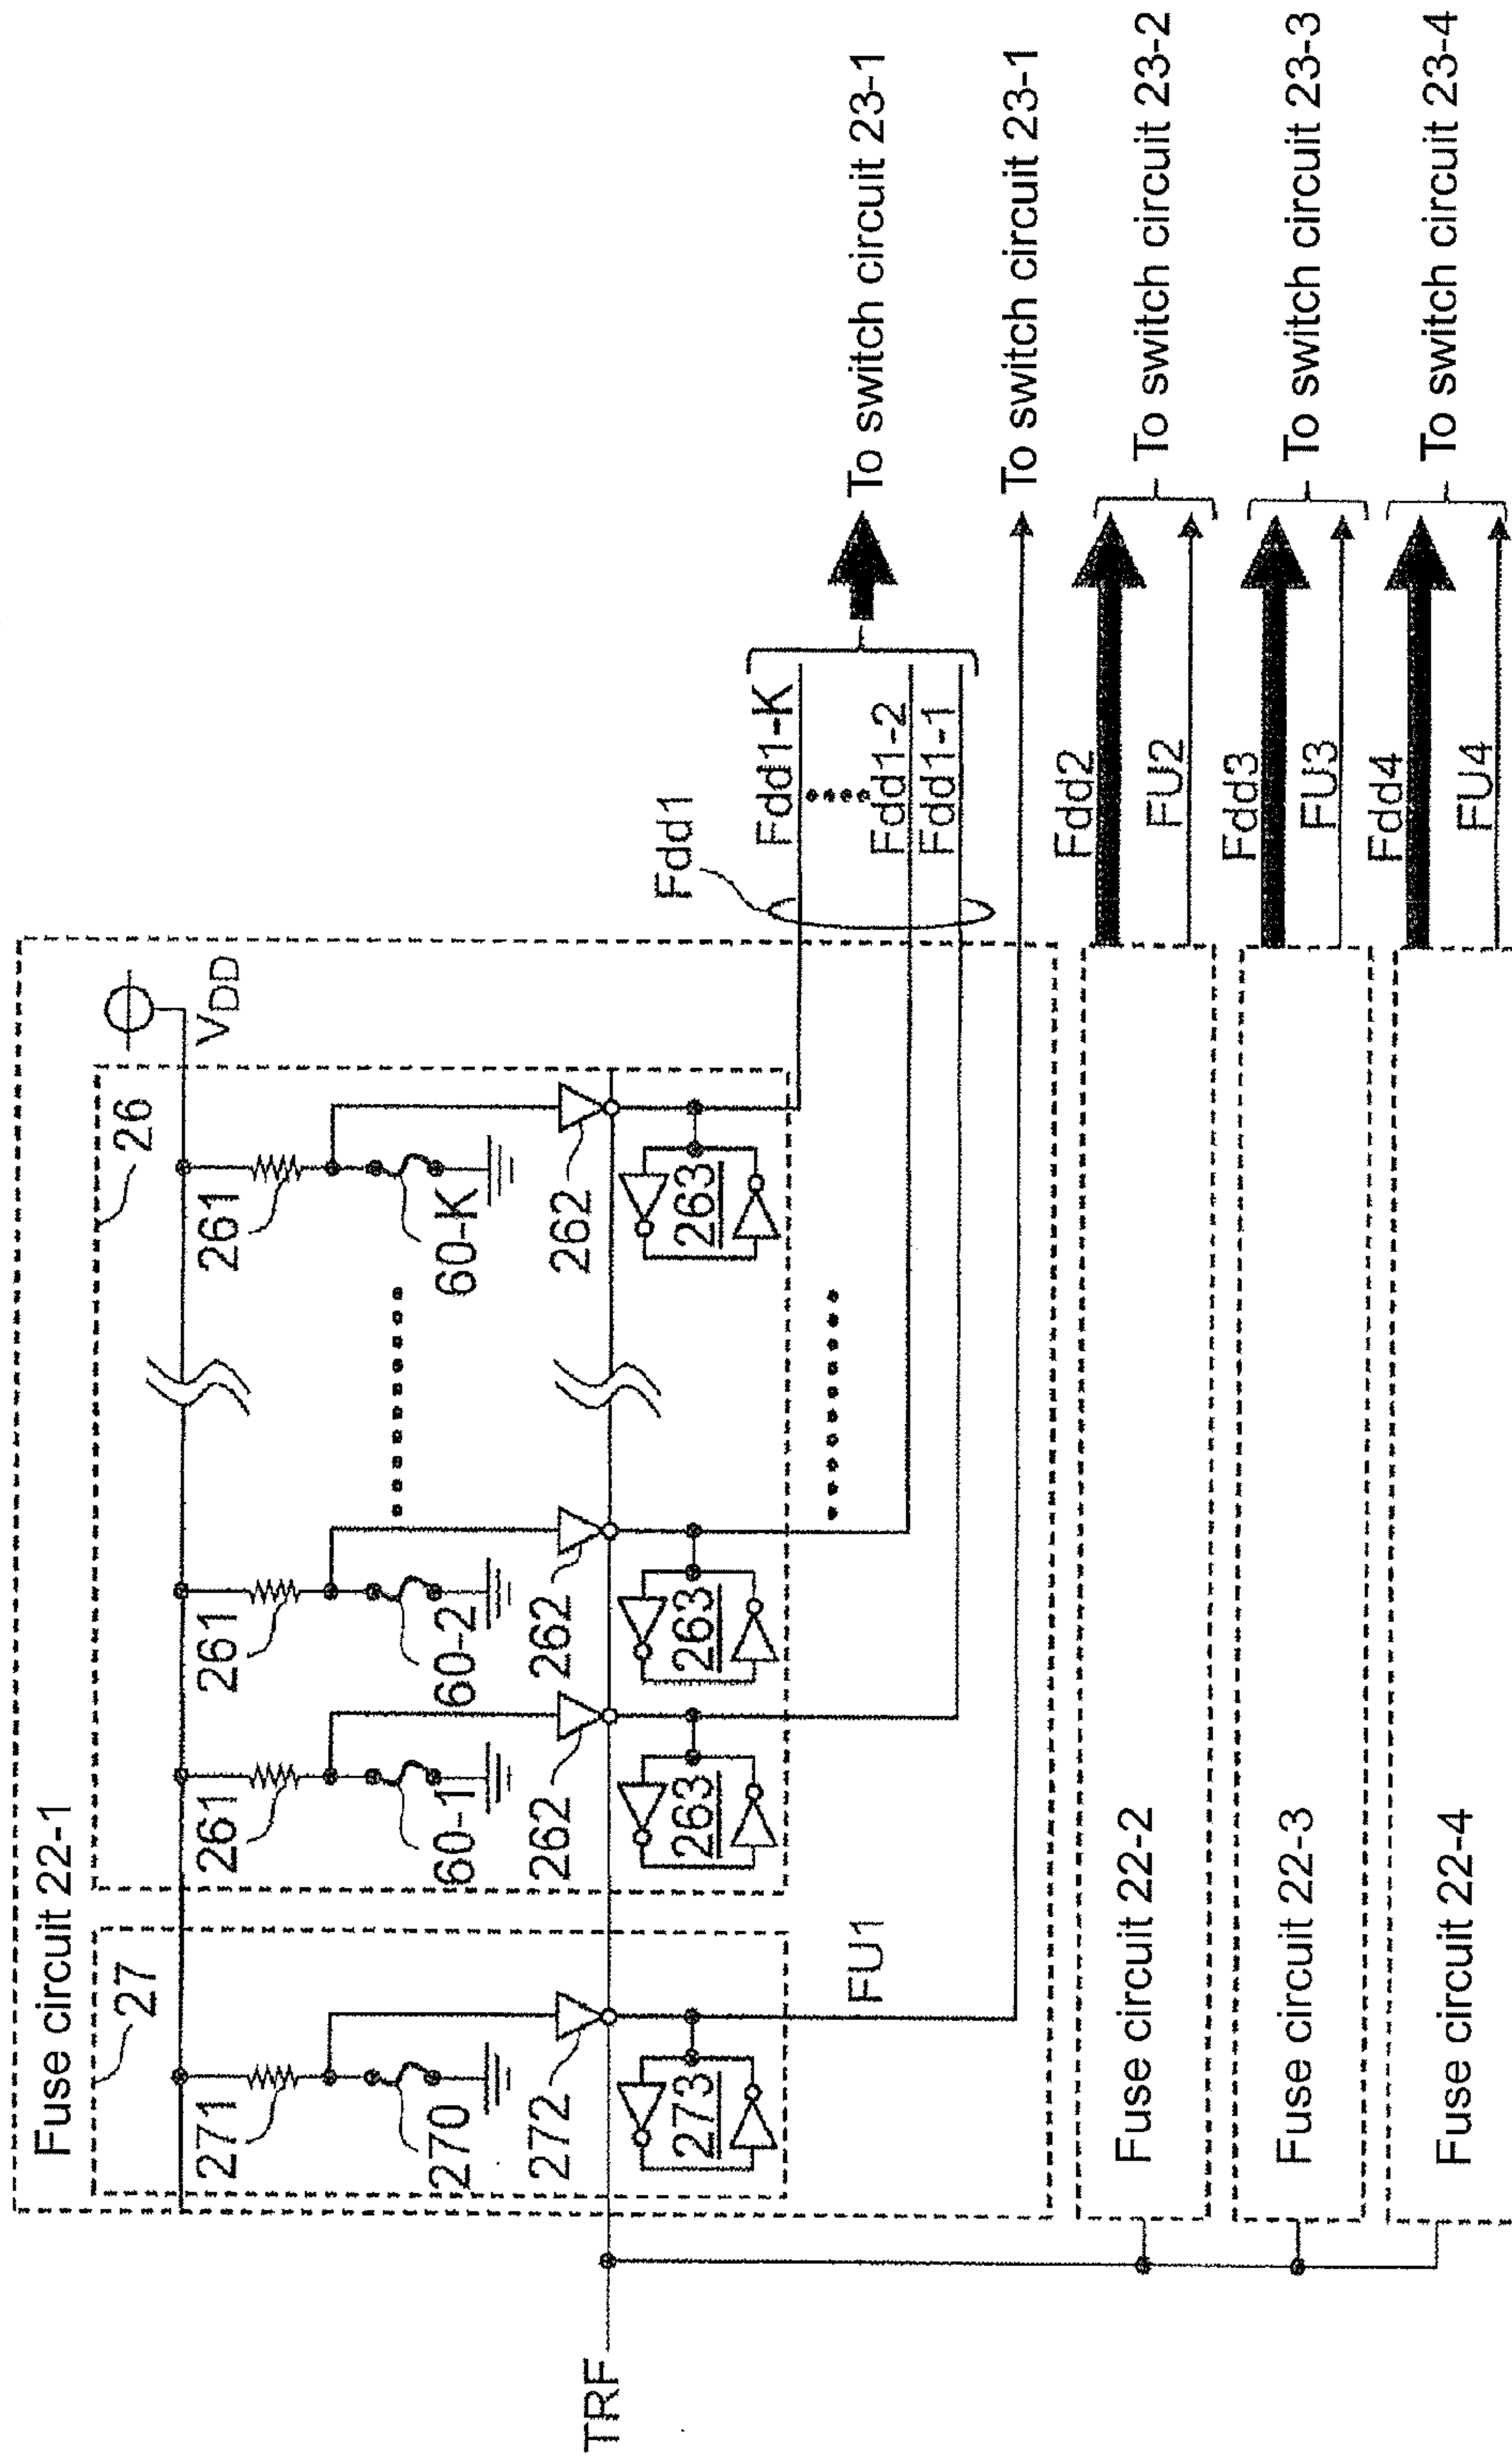 Fuse circuit 22-1
27
26
VDD
271
261
261
261
270
60-1
60-2
60-K
272
262
262
262
TRF
273
263
263
263
FU1
Fdd1
Fdd1-K
Fdd1-2
Fdd1-1
To switch circuit 23-1
To switch circuit 23-1
Fuse circuit 22-2
Fdd2
FU2
To switch circuit 23-2
Fuse circuit 22-3
Fdd3
FU3
To switch circuit 23-3
Fuse circuit 22-4
Fdd4
FU4
To switch circuit 23-4